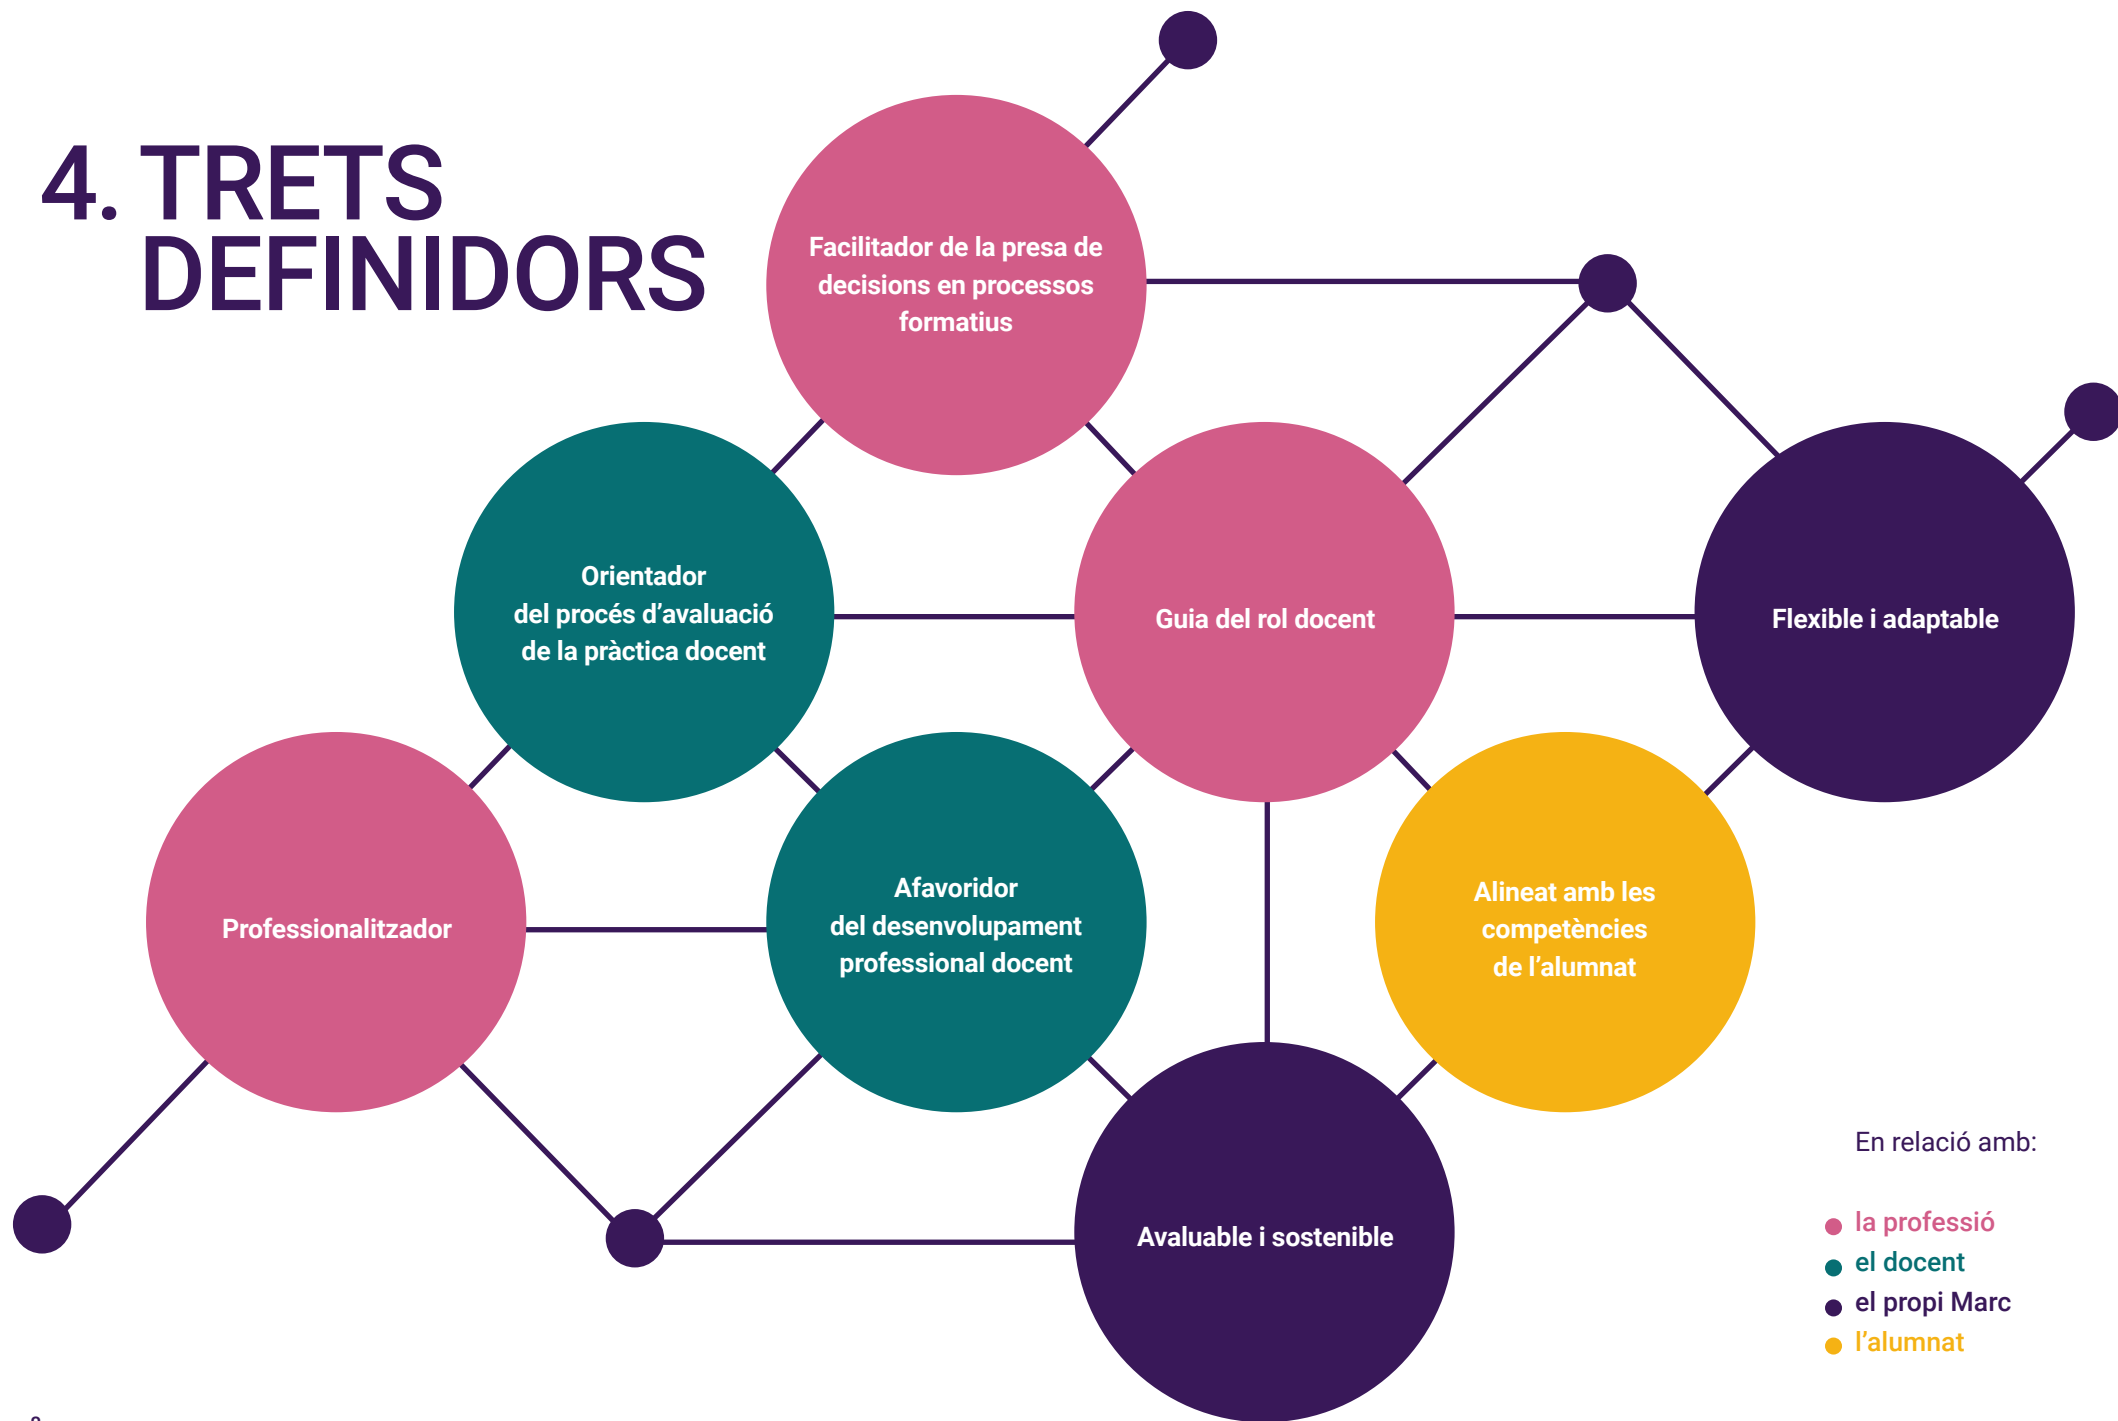 4. TRETS
DEFINIDORS
Facilitador de la presa de
decisions en processos
formatius
Orientador
del procés d’avaluació
de la pràctica docent
Guia del rol docent
Flexible i adaptable
Professionalitzador
Afavoridor
del desenvolupament
professional docent
Alineat amb les
competències
de l’alumnat
Avaluable i sostenible
En relació amb:
la professió
el docent
el propi Marc
l’alumnat